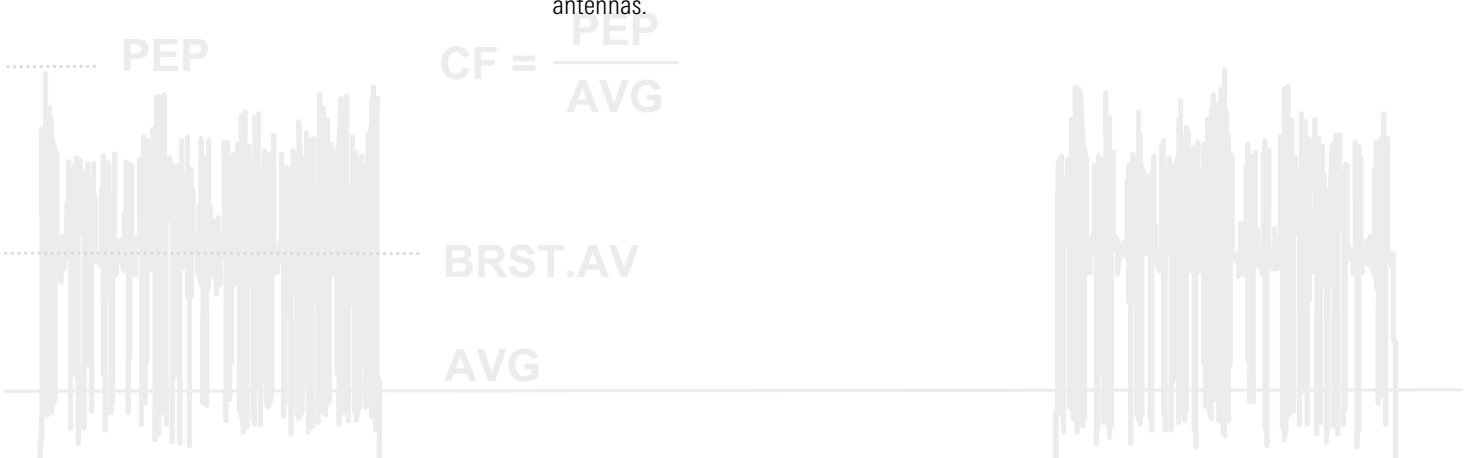 antennas.
PEP
CF = PEP
AVG
BRST.AV
AVG